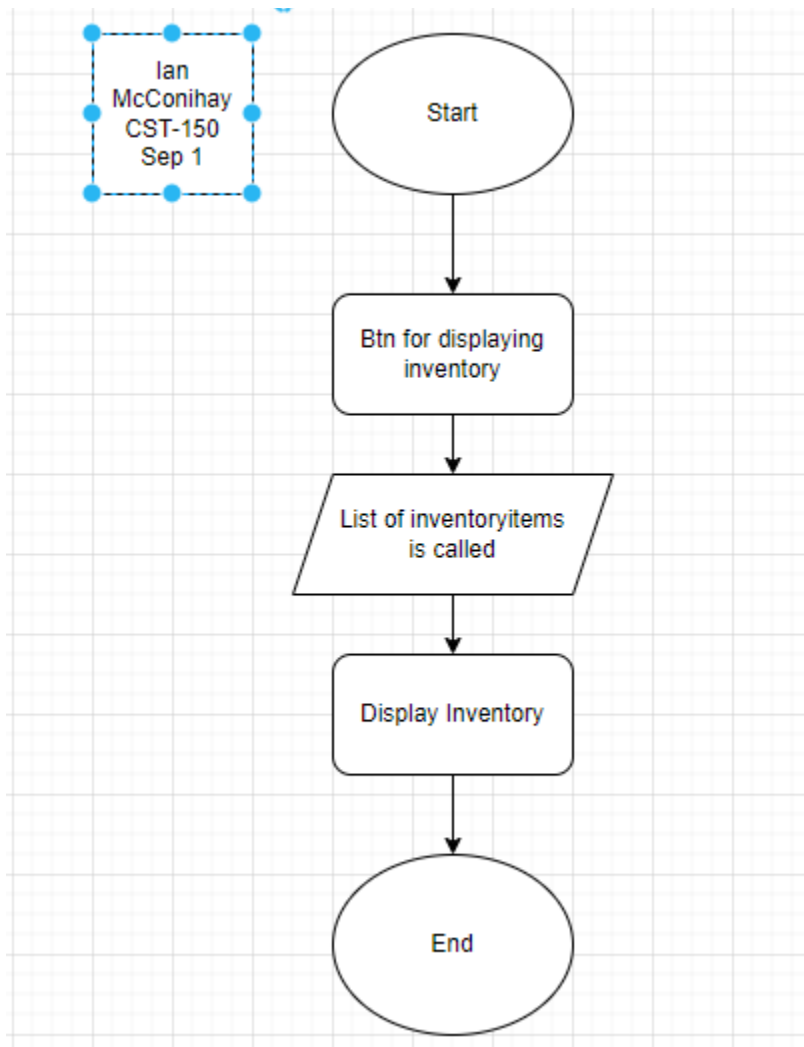 Ian
McConihay
CST-150
Sep 1
Start
Btn for displaying
inventory
List of inventoryitems
is called
Display Inventory
End